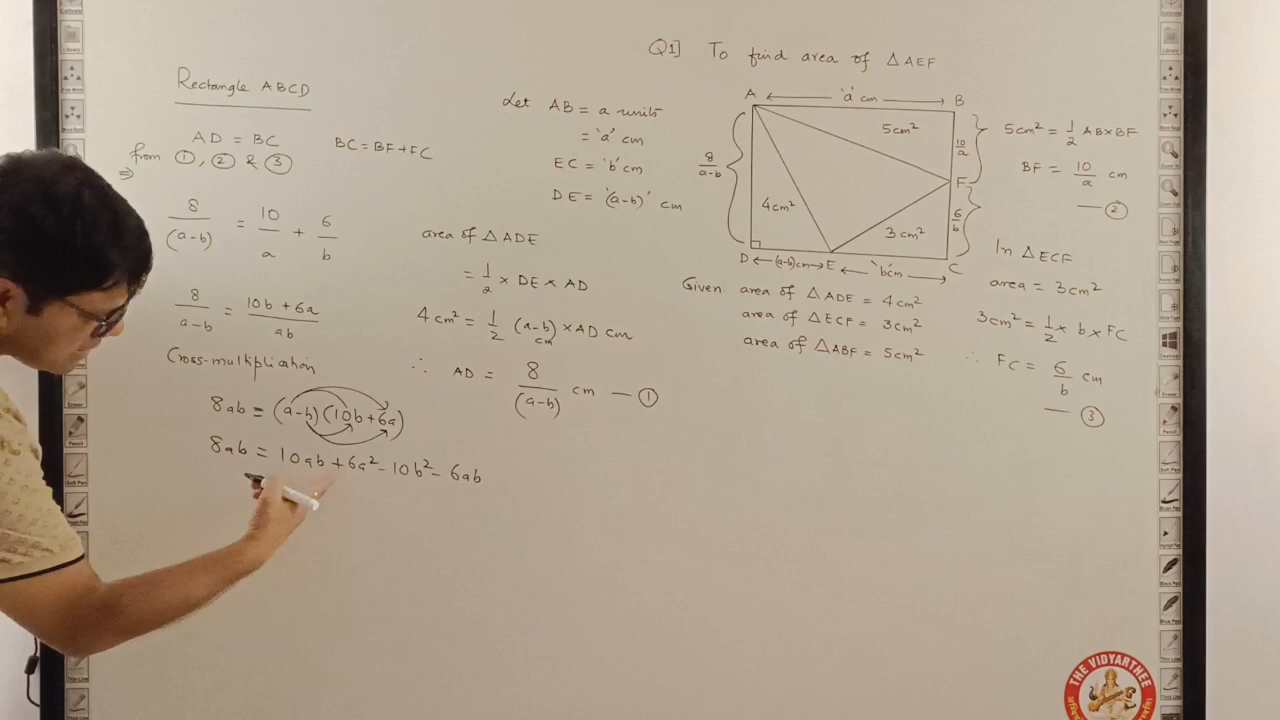 Q1] To find area of △AEF
Rectangle ABCD
AD = BC
BC = BF + FC
from ①, ② & ③
⇒
8/(a-b) = 10/a + 6/b
8/a-b = 10b + 6a/ab
Cross-multiplication
8ab = (a-b)(10b+6a)
8ab = 10ab + 6a² - 10b² - 6ab
Let AB = a units
= 'a' cm
EC = 'b' cm
DE = '(a-b)' cm
area of △ADE
= 1/2 × DE × AD
4cm² = 1/2 (a-b) × AD cm
cm
∴ AD = 8/(a-b) cm — ①
A 'a' cm B
5cm²
8/a-b
10/a
F
4cm²
3cm²
6/b
D (a-b)cm E 'b'cm C
Given: area of △ADE = 4cm²
area of △ECF = 3cm²
area of △ABF = 5cm²
5cm² = 1/2 AB×BF
BF = 10/a cm
— ②
In △ECF
area = 3cm²
3cm² = 1/2 × b × FC
∴ FC = 6/b cm
— ③
THE VIDYARTHEE